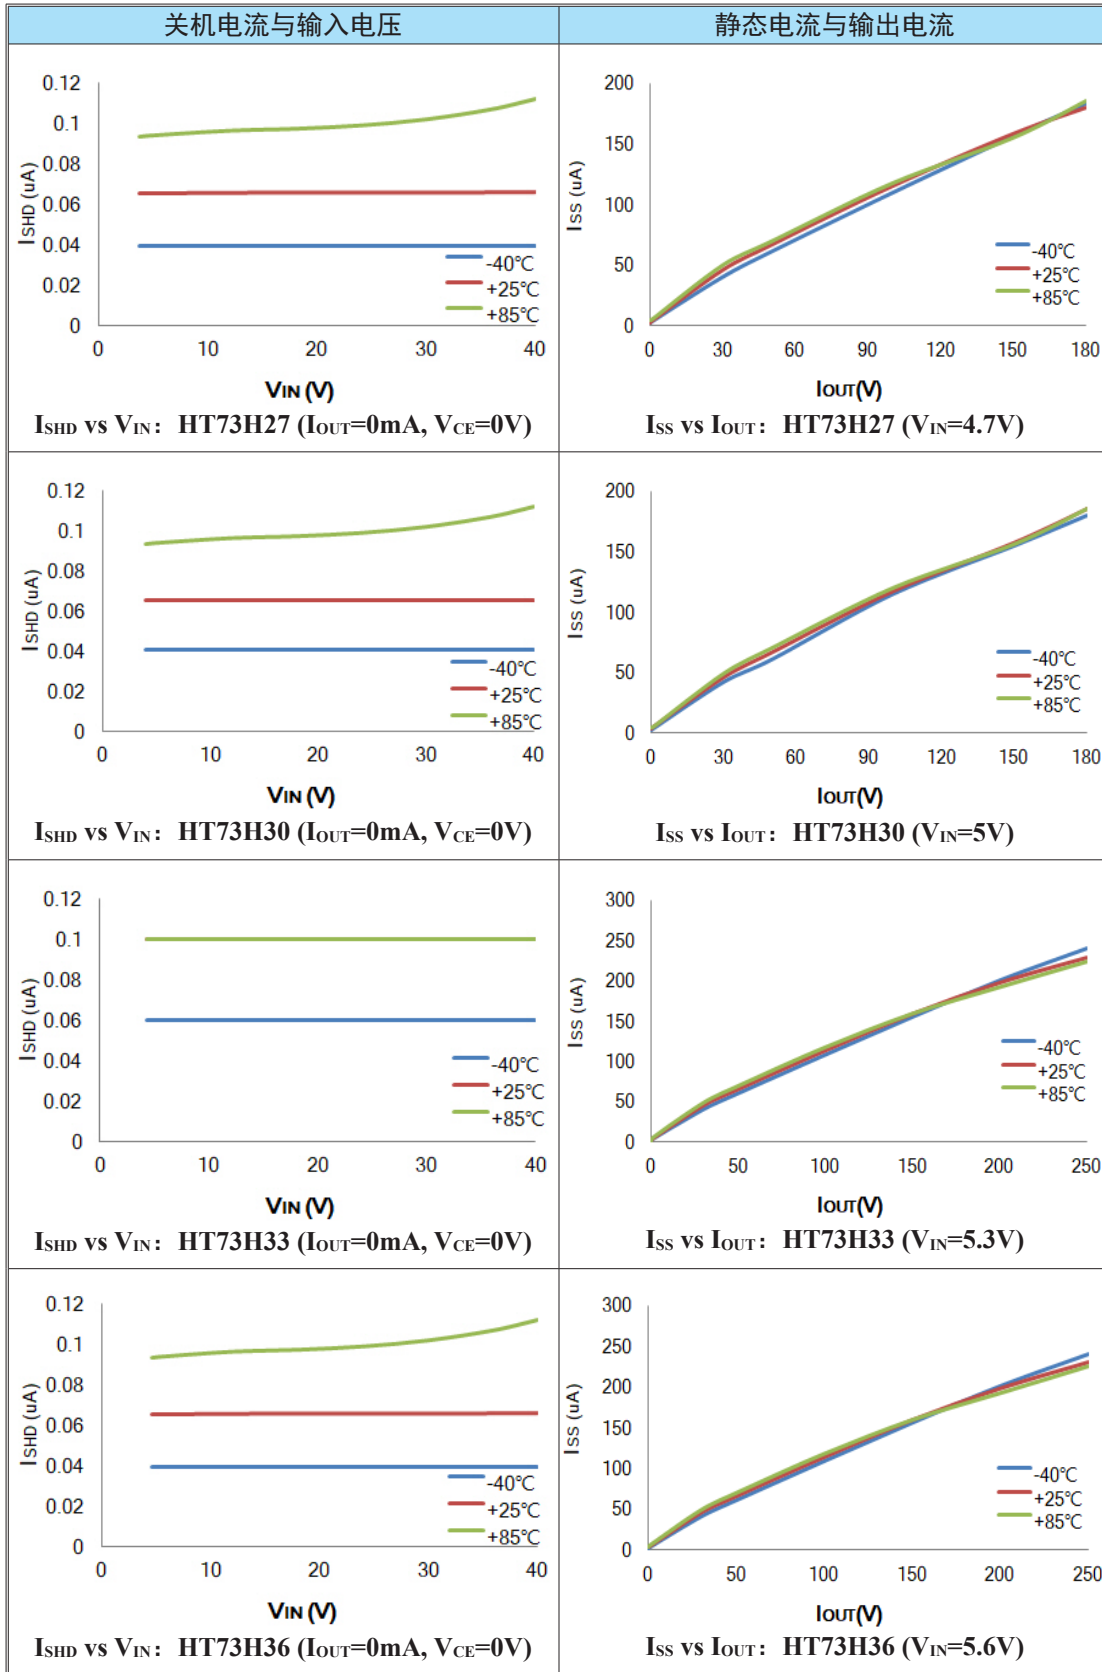 关机电流与输入电压
静态电流与输出电流
0.12
0.1
0.08
0.06
0.04
0.02
0
ISHD (uA)
-40℃
+25℃
+85℃
0 10 20 30 40
VIN (V)
ISHD vs VIN：HT73H27 (IOUT=0mA, VCE=0V)
200
150
100
50
0
ISS (uA)
-40℃
+25℃
+85℃
0 30 60 90 120 150 180
IOUT(V)
ISS vs IOUT：HT73H27 (VIN=4.7V)
0.12
0.1
0.08
0.06
0.04
0.02
0
ISHD (uA)
-40℃
+25℃
+85℃
0 10 20 30 40
VIN (V)
ISHD vs VIN：HT73H30 (IOUT=0mA, VCE=0V)
200
150
100
50
0
ISS (uA)
-40℃
+25℃
+85℃
0 30 60 90 120 150 180
IOUT(V)
ISS vs IOUT：HT73H30 (VIN=5V)
0.12
0.1
0.08
0.06
0.04
0.02
0
ISHD (uA)
-40℃
+25℃
+85℃
0 10 20 30 40
VIN (V)
ISHD vs VIN：HT73H33 (IOUT=0mA, VCE=0V)
300
250
200
150
100
50
0
ISS (uA)
-40℃
+25℃
+85℃
0 50 100 150 200 250
IOUT(V)
ISS vs IOUT：HT73H33 (VIN=5.3V)
0.12
0.1
0.08
0.06
0.04
0.02
0
ISHD (uA)
-40℃
+25℃
+85℃
0 10 20 30 40
VIN (V)
ISHD vs VIN：HT73H36 (IOUT=0mA, VCE=0V)
300
250
200
150
100
50
0
ISS (uA)
-40℃
+25℃
+85℃
0 50 100 150 200 250
IOUT(V)
ISS vs IOUT：HT73H36 (VIN=5.6V)